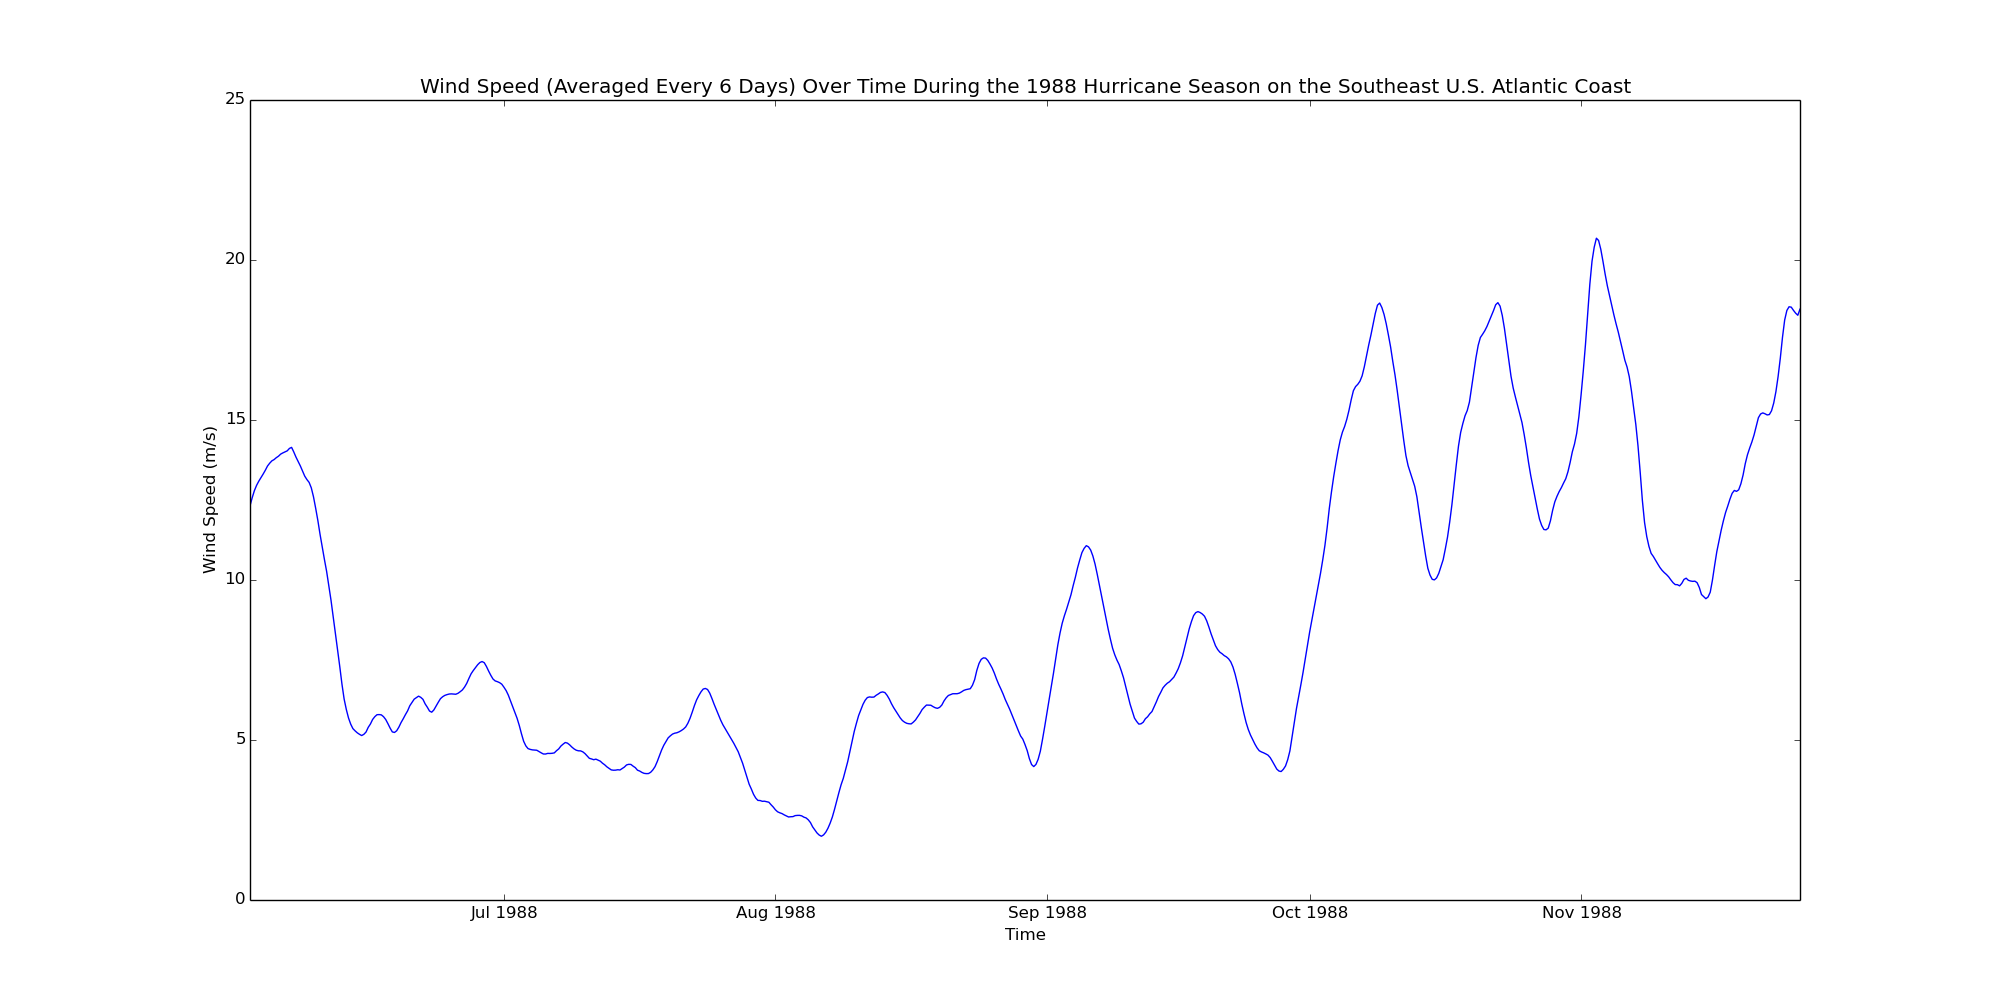 Wind Speed (Averaged Every 6 Days) Over Time During the 1988 Hurricane Season on the Southeast U.S. Atlantic Coast
25
20
15
10
5
0
Wind Speed (m/s)
Jul 1988
Aug 1988
Sep 1988
Oct 1988
Nov 1988
Time